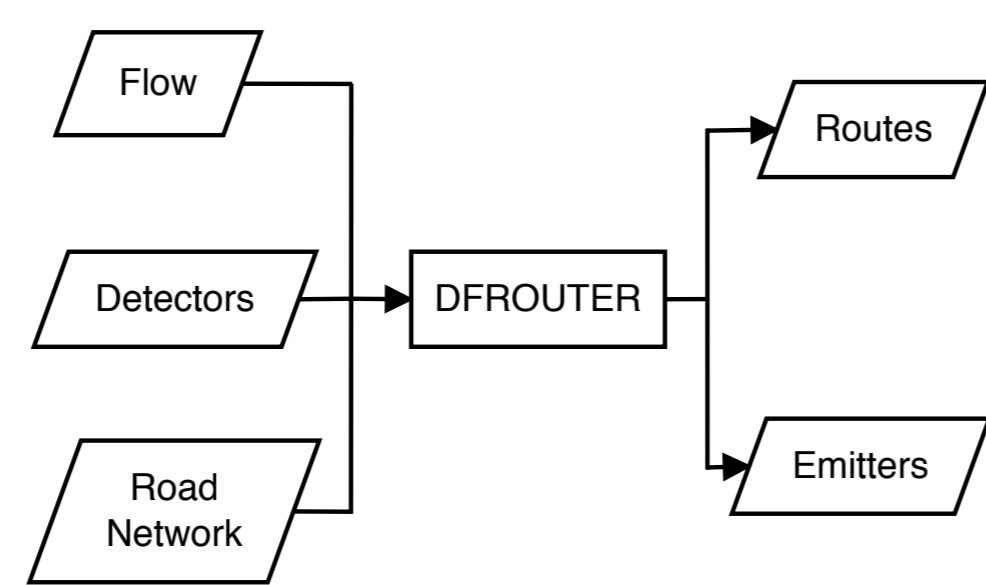 Flow
Detectors
Road
Network
DFROUTER
Routes
Emitters